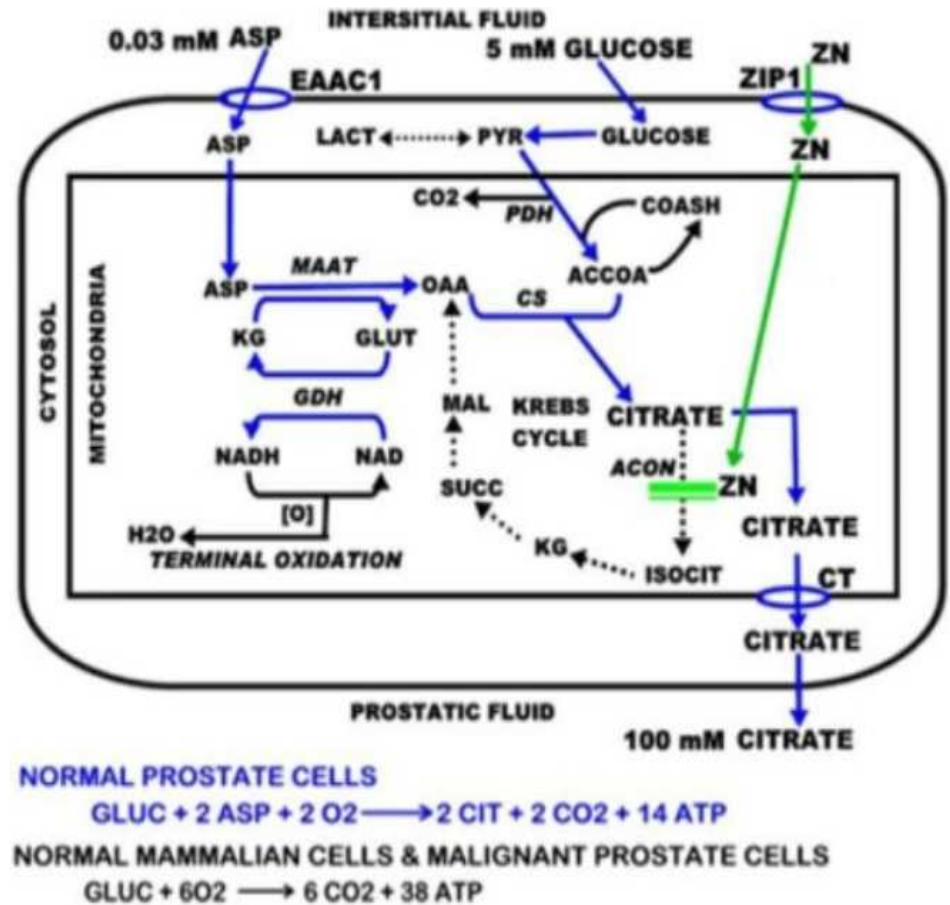 INTERSITIAL FLUID
0.03 mM ASP
5 mM GLUCOSE
ZN
EAAC1
ZIP1
ASP
LACT
PYR
GLUCOSE
ZN
CO2
PDH
COASH
ACCOA
MAAT
ASP
OAA
CS
KG
GLUT
GDH
CYTOSOL
MITOCHONDRIA
MAL
KREBS
CYCLE
CITRATE
NADH
NAD
ACON
SUCC
ZN
[O]
H2O
CITRATE
TERMINAL OXIDATION
KG
ISOCIT
CT
CITRATE
PROSTATIC FLUID
100 mM CITRATE
NORMAL PROSTATE CELLS
GLUC + 2 ASP + 2 O2 → 2 CIT + 2 CO2 + 14 ATP
NORMAL MAMMALIAN CELLS & MALIGNANT PROSTATE CELLS
GLUC + 6O2 → 6 CO2 + 38 ATP